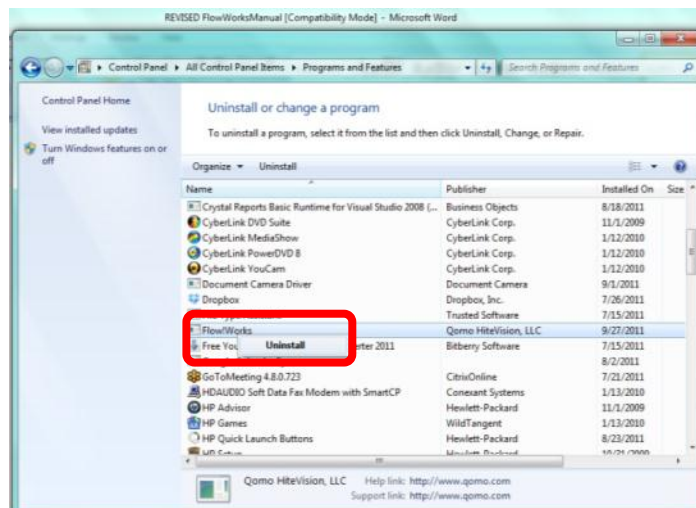 REVISED FlowWorksManual [Compatibility Mode] - Microsoft Word
Control Panel ▸ All Control Panel Items ▸ Programs and Features
Search Programs and Features
Control Panel Home
View installed updates
Turn Windows features on or
off
Uninstall or change a program
To uninstall a program, select it from the list and then click Uninstall, Change, or Repair.
Organize Uninstall
Name Publisher Installed On Size
Crystal Reports Basic Runtime for Visual Studio 2008 (... Business Objects 8/18/2011
CyberLink DVD Suite CyberLink Corp. 11/1/2009
CyberLink MediaShow CyberLink Corp. 1/12/2010
CyberLink PowerDVD 8 CyberLink Corp. 1/12/2010
CyberLink YouCam CyberLink Corp. 1/12/2010
Document Camera Driver Document Camera 9/1/2011
Dropbox Dropbox, Inc. 7/26/2011
Trusted Software 7/15/2011
Flow!Works Qomo HiteVision, LLC 9/27/2011
Free You Uninstall erter 2011 Bitberry Software 7/15/2011
8/2/2011
GoToMeeting 4.8.0.723 CitrixOnline 7/21/2011
HDAUDIO Soft Data Fax Modem with SmartCP Conexant Systems 1/13/2010
HP Advisor Hewlett-Packard 11/1/2009
HP Games WildTangent 1/13/2010
HP Quick Launch Buttons Hewlett-Packard 8/23/2011
HP Setup Hewlett-Packard 10/21/2009
Qomo HiteVision, LLC Help link: http://www.qomo.com
Support link: http://www.qomo.com